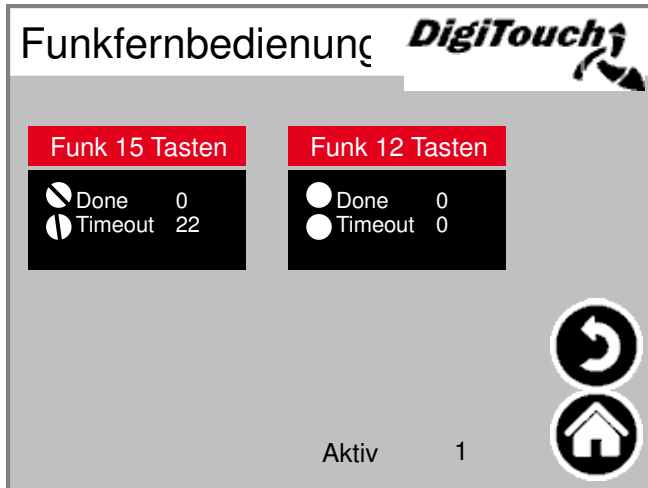 Funkfernbedienung
DigiTouch
Funk 15 Tasten
Done 0
Timeout 22
Funk 12 Tasten
Done 0
Timeout 0
Aktiv 1